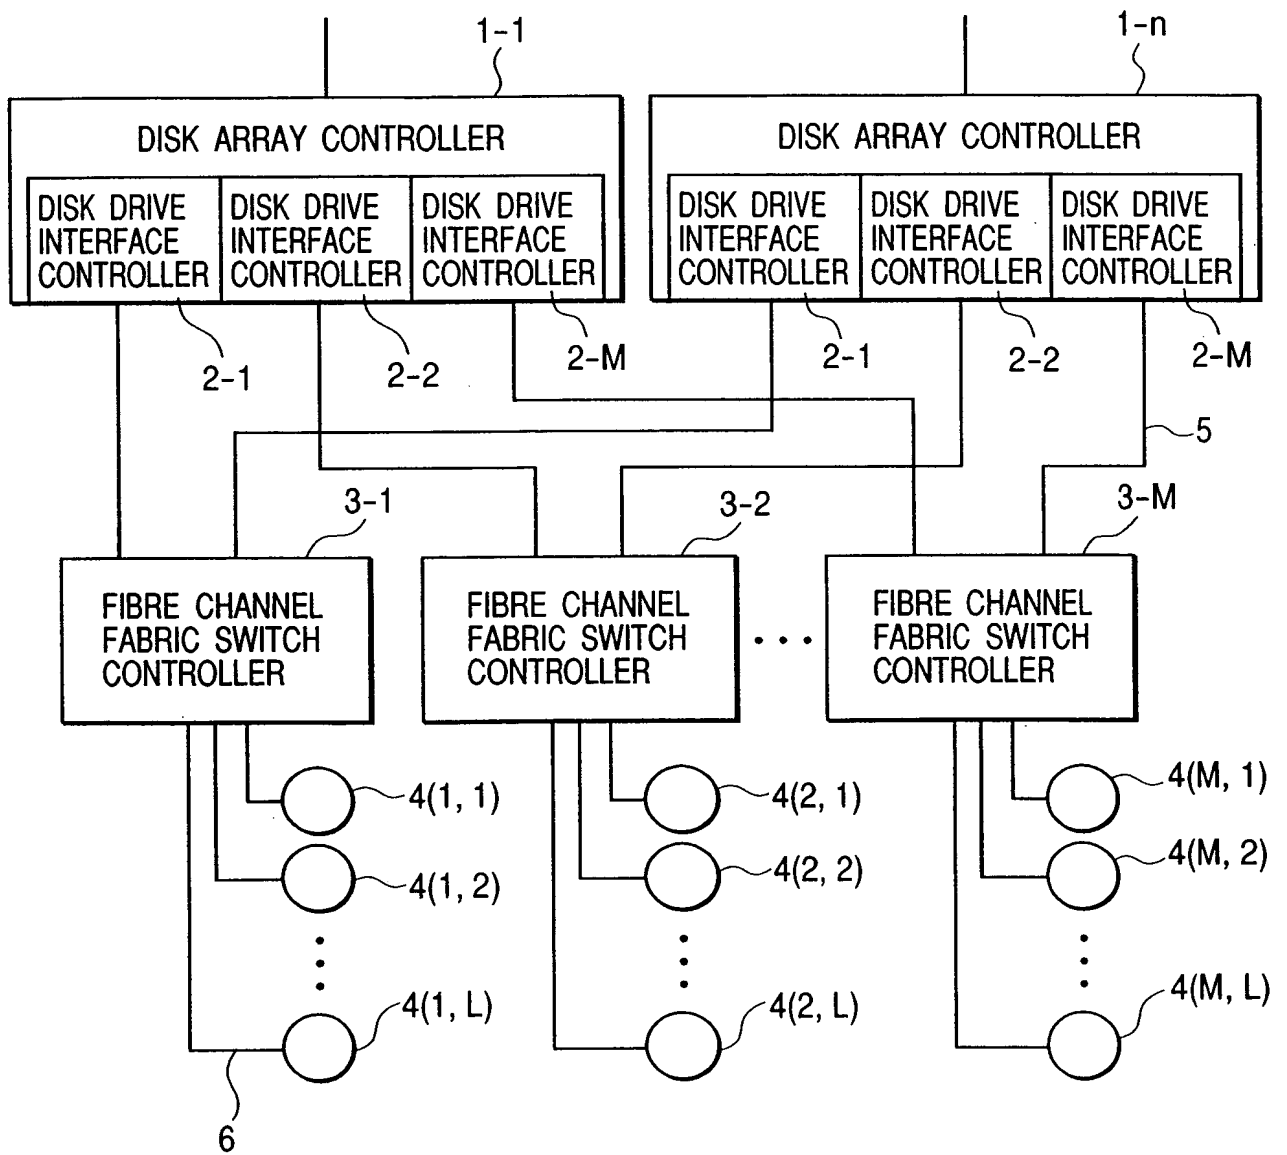 1-1
1-n
DISK ARRAY CONTROLLER
DISK ARRAY CONTROLLER
DISK DRIVE
INTERFACE
CONTROLLER
DISK DRIVE
INTERFACE
CONTROLLER
DISK DRIVE
INTERFACE
CONTROLLER
DISK DRIVE
INTERFACE
CONTROLLER
DISK DRIVE
INTERFACE
CONTROLLER
DISK DRIVE
INTERFACE
CONTROLLER
2-1
2-2
2-M
2-1
2-2
2-M
5
3-1
3-2
3-M
FIBRE CHANNEL
FABRIC SWITCH
CONTROLLER
FIBRE CHANNEL
FABRIC SWITCH
CONTROLLER
• • •
FIBRE CHANNEL
FABRIC SWITCH
CONTROLLER
4(1, 1)
4(2, 1)
4(M, 1)
4(1, 2)
4(2, 2)
4(M, 2)
4(1, L)
4(2, L)
4(M, L)
6